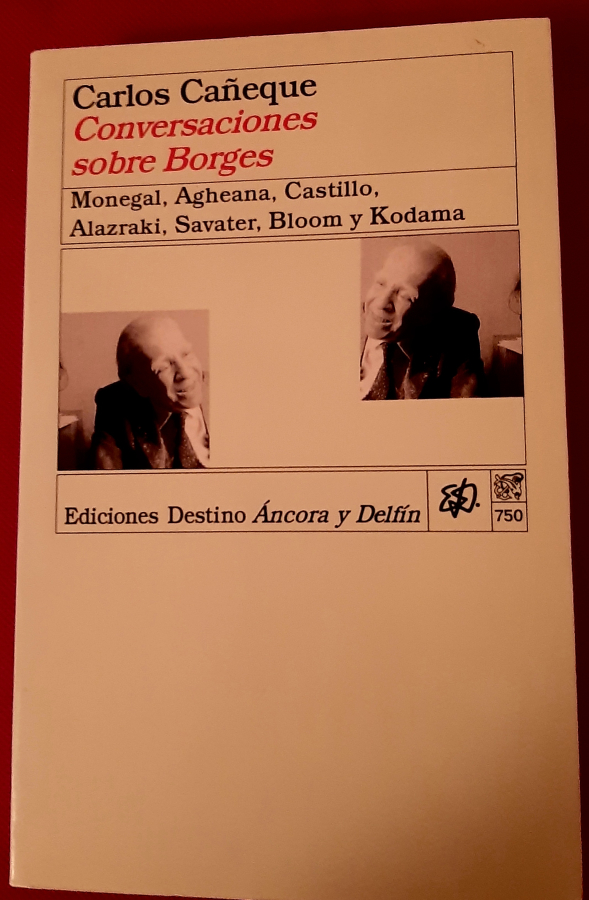 Carlos Cañeque
Conversaciones
sobre Borges
Monegal, Agheana, Castillo,
Alazraki, Savater, Bloom y Kodama
Ediciones Destino Áncora y Delfín
750